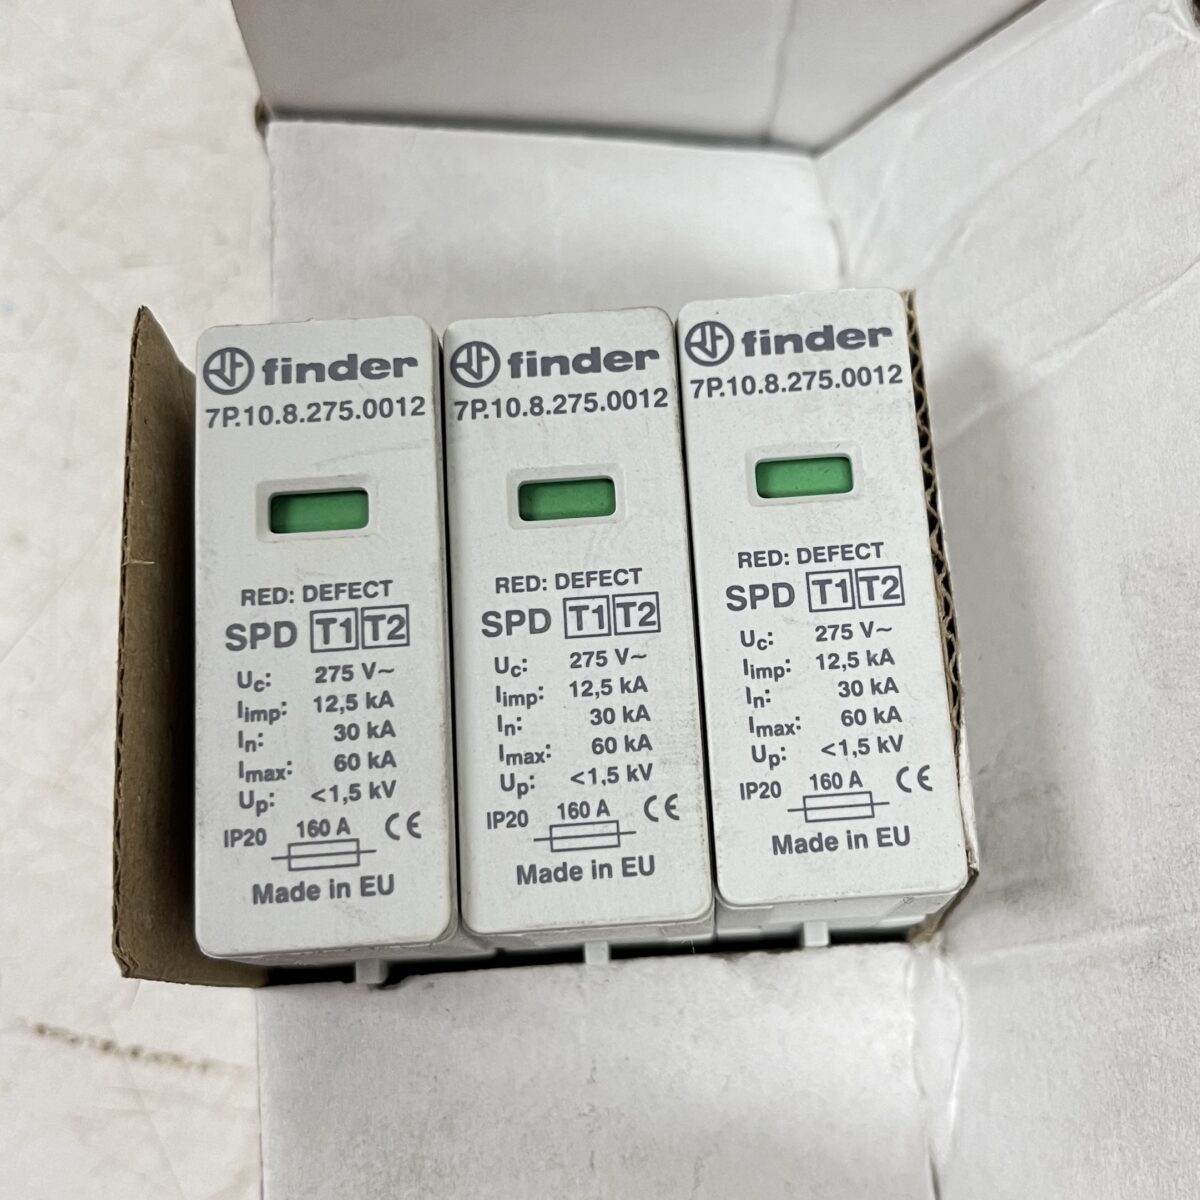 finder
7P.10.8.275.0012
RED: DEFECT
SPD T1 T2
Uc: 275 V~
Iimp: 12,5 kA
In: 30 kA
Imax: 60 kA
Up: <1,5 kV
IP20 160 A CE
Made in EU
finder
7P.10.8.275.0012
RED: DEFECT
SPD T1 T2
Uc: 275 V~
Iimp: 12,5 kA
In: 30 kA
Imax: 60 kA
Up: <1,5 kV
IP20 160 A CE
Made in EU
finder
7P.10.8.275.0012
RED: DEFECT
SPD T1 T2
Uc: 275 V~
Iimp: 12,5 kA
In: 30 kA
Imax: 60 kA
Up: <1,5 kV
IP20 160 A CE
Made in EU